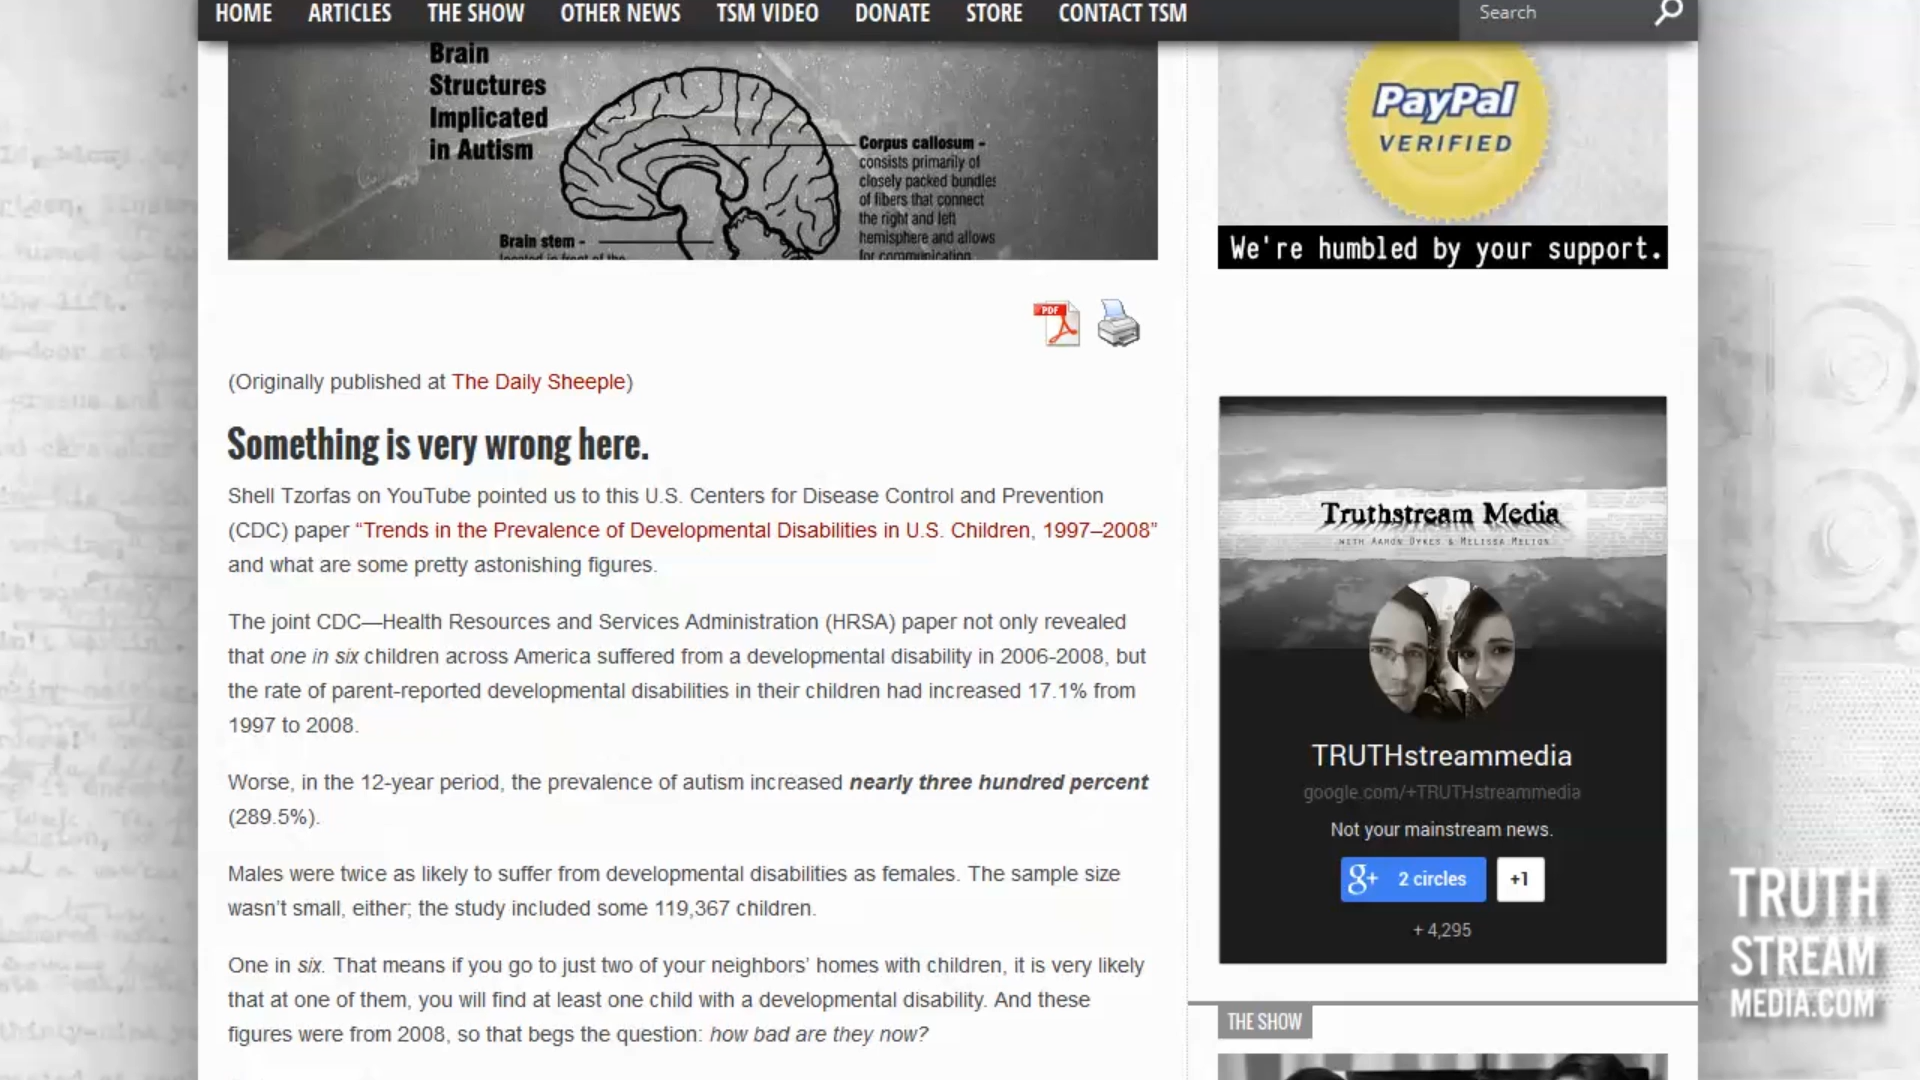 HOME ARTICLES THE SHOW OTHER NEWS TSM VIDEO DONATE STORE CONTACT TSM
Search
Brain
Structures
Implicated
in Autism
Corpus callosum -
consists primarily of
closely packed bundles
of fibers that connect
the right and left
hemisphere and allows
for communication
Brain stem -
located in front of the
PayPal
VERIFIED
We're humbled by your support.
PDF
(Originally published at The Daily Sheeple)
Something is very wrong here.
Shell Tzorfas on YouTube pointed us to this U.S. Centers for Disease Control and Prevention
(CDC) paper “Trends in the Prevalence of Developmental Disabilities in U.S. Children, 1997–2008”
and what are some pretty astonishing figures.
The joint CDC—Health Resources and Services Administration (HRSA) paper not only revealed
that one in six children across America suffered from a developmental disability in 2006-2008, but
the rate of parent-reported developmental disabilities in their children had increased 17.1% from
1997 to 2008.
Worse, in the 12-year period, the prevalence of autism increased nearly three hundred percent
(289.5%).
Males were twice as likely to suffer from developmental disabilities as females. The sample size
wasn’t small, either; the study included some 119,367 children.
One in six. That means if you go to just two of your neighbors’ homes with children, it is very likely
that at one of them, you will find at least one child with a developmental disability. And these
figures were from 2008, so that begs the question: how bad are they now?
Truthstream Media
WITH AARON DYKES & MELISSA MELTON
TRUTHstreammedia
google.com/+TRUTHstreammedia
Not your mainstream news.
g+ 2 circles +1
+ 4,295
THE SHOW
TRUTH
STREAM
MEDIA.COM